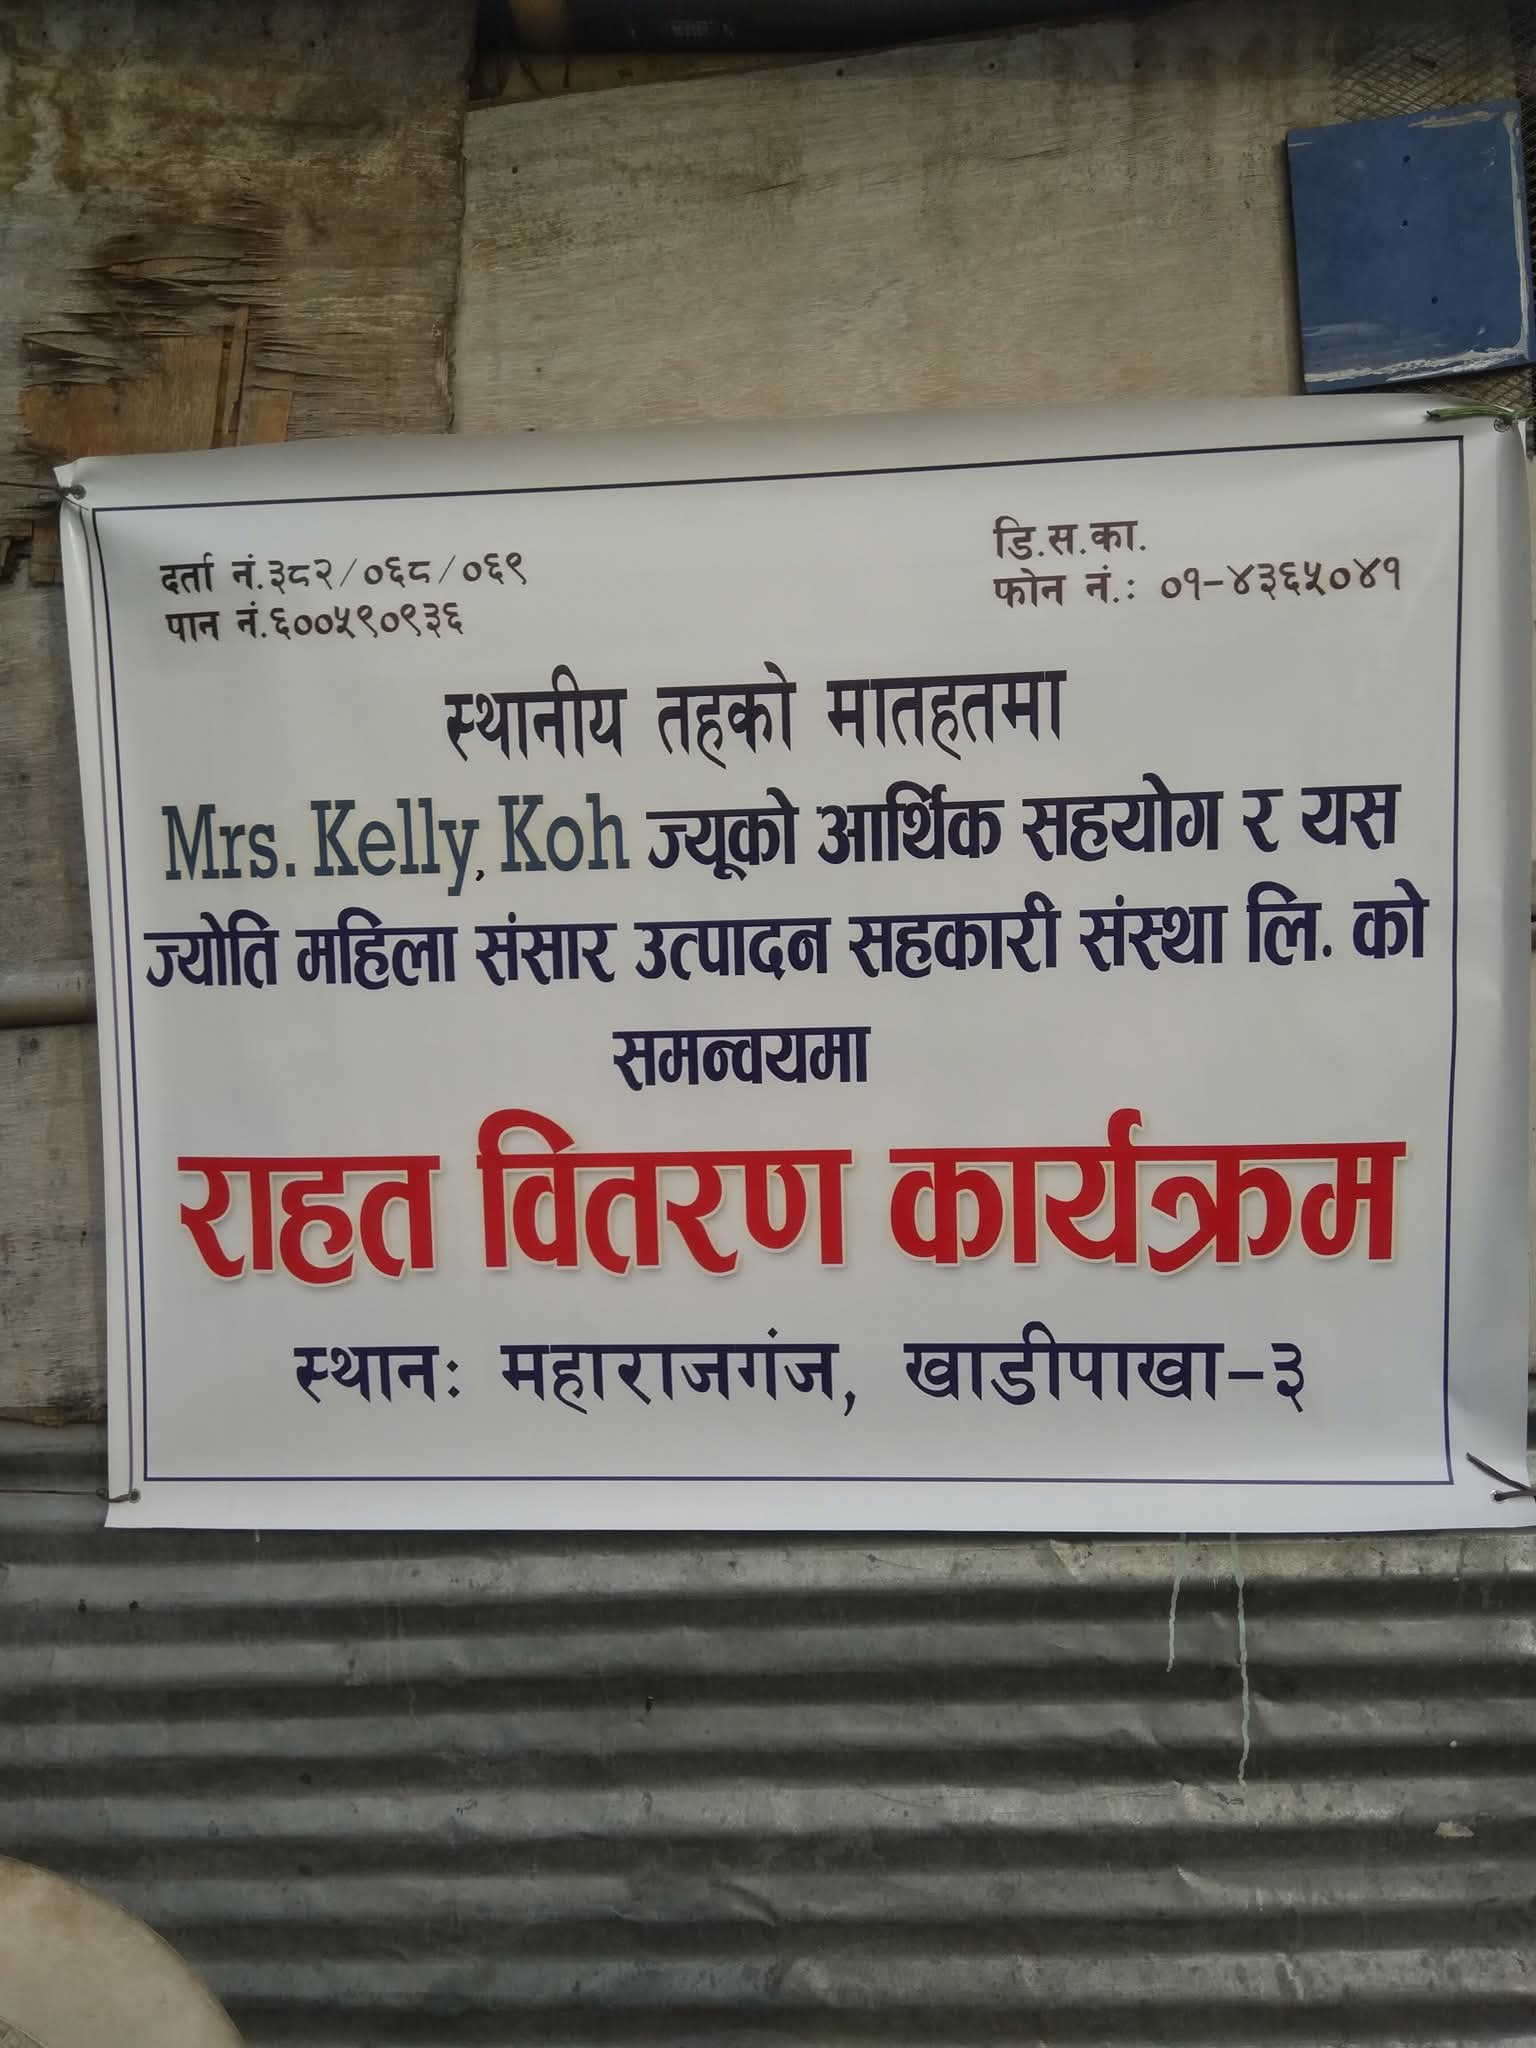 दर्ता नं.३८२/०६८/०६९
पान नं.६००५९०९३६
डि.स.का.
फोन नं.: ०१-४३६५०४१
स्थानीय तहको मातहतमा
Mrs. Kelly, Koh ज्यूको आर्थिक सहयोग र यस
ज्योति महिला संसार उत्पादन सहकारी संस्था लि. को
समन्वयमा
राहत वितरण कार्यक्रम
स्थान: महाराजगंज, खाडीपाखा-३